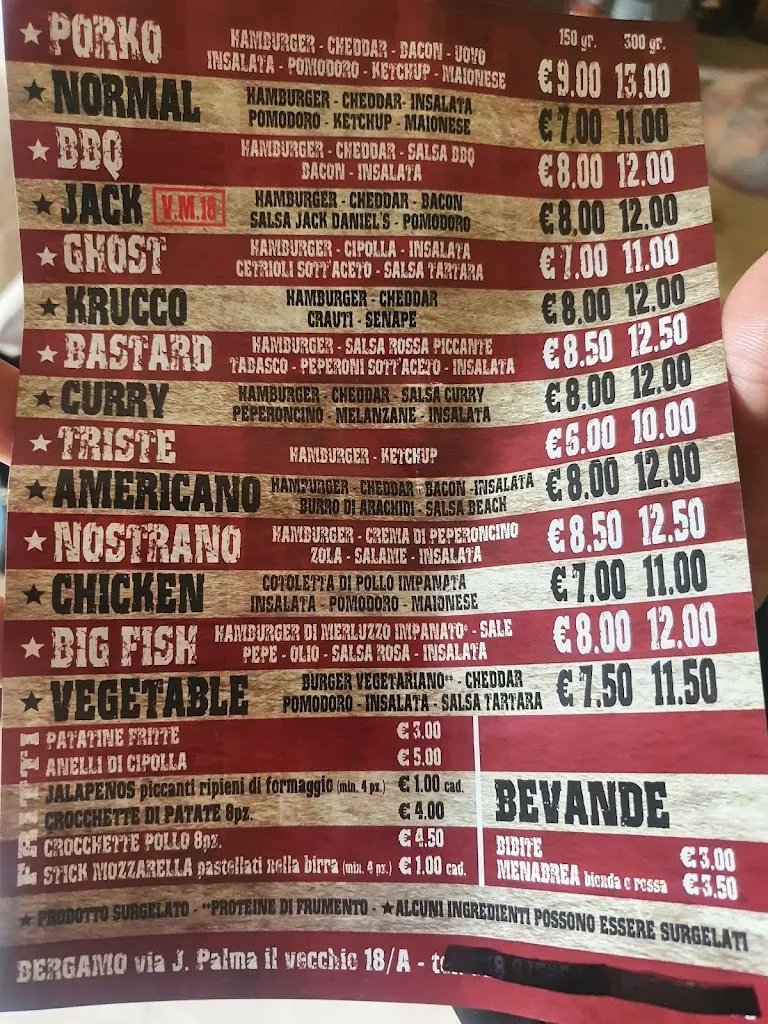 150 gr. 300 gr.
★ PORKO HAMBURGER - CHEDDAR - BACON - UOVO
INSALATA - POMODORO - KETCHUP - MAIONESE €9.00 13.00
★ NORMAL HAMBURGER - CHEDDAR- INSALATA
POMODORO - KETCHUP - MAIONESE €7.00 11.00
★ BBQ HAMBURGER - CHEDDAR - SALSA BBQ
BACON - INSALATA €8.00 12.00
★ JACK V.M.18 HAMBURGER - CHEDDAR - BACON
SALSA JACK DANIEL'S - POMODORO €8.00 12.00
★ GHOST HAMBURGER - CIPOLLA - INSALATA
CETRIOLI SOTT'ACETO - SALSA TARTARA €7.00 11.00
★ KRUCCO HAMBURGER - CHEDDAR
CRAUTI - SENAPE €8.00 12.00
★ BASTARD HAMBURGER - SALSA ROSSA PICCANTE
TABASCO - PEPERONI SOTT'ACETO - INSALATA €8.50 12.50
★ CURRY HAMBURGER - CHEDDAR - SALSA CURRY
PEPERONCINO - MELANZANE - INSALATA €8.00 12.00
★ TRISTE HAMBURGER - KETCHUP €6.00 10.00
★ AMERICANO HAMBURGER - CHEDDAR - BACON -INSALATA
BURRO DI ARACHIDI - SALSA BEACH €8.00 12.00
★ NOSTRANO HAMBURGER - CREMA DI PEPERONCINO
ZOLA - SALAME - INSALATA €8.50 12.50
★ CHICKEN COTOLETTA DI POLLO IMPANATA
INSALATA - POMODORO - MAIONESE €7.00 11.00
★ BIG FISH HAMBURGER DI MERLUZZO IMPANATO* - SALE
PEPE - OLIO - SALSA ROSA - INSALATA €8.00 12.00
★ VEGETABLE BURGER VEGETARIANO** - CHEDDAR
POMODORO - INSALATA - SALSA TARTARA €7.50 11.50
FRITTI
PATATINE FRITTE €3.00
ANELLI DI CIPOLLA €5.00
JALAPENOS piccanti ripieni di formaggio (min. 4 pz.) €1.00 cad.
CROCCHETTE DI PATATE 8pz. €4.00
CROCCHETTE POLLO 8pz. €4.50
STICK MOZZARELLA pastellati nella birra (min. 4 pz.) €1.00 cad.
BEVANDE
BIBITE €3.00
MENABREA bionda o rossa €3.50
★PRODOTTO SURGELATO - **PROTEINE DI FRUMENTO - ★ALCUNI INGREDIENTI POSSONO ESSERE SURGELATI
BERGAMO via J. Palma il vecchio 18/A -